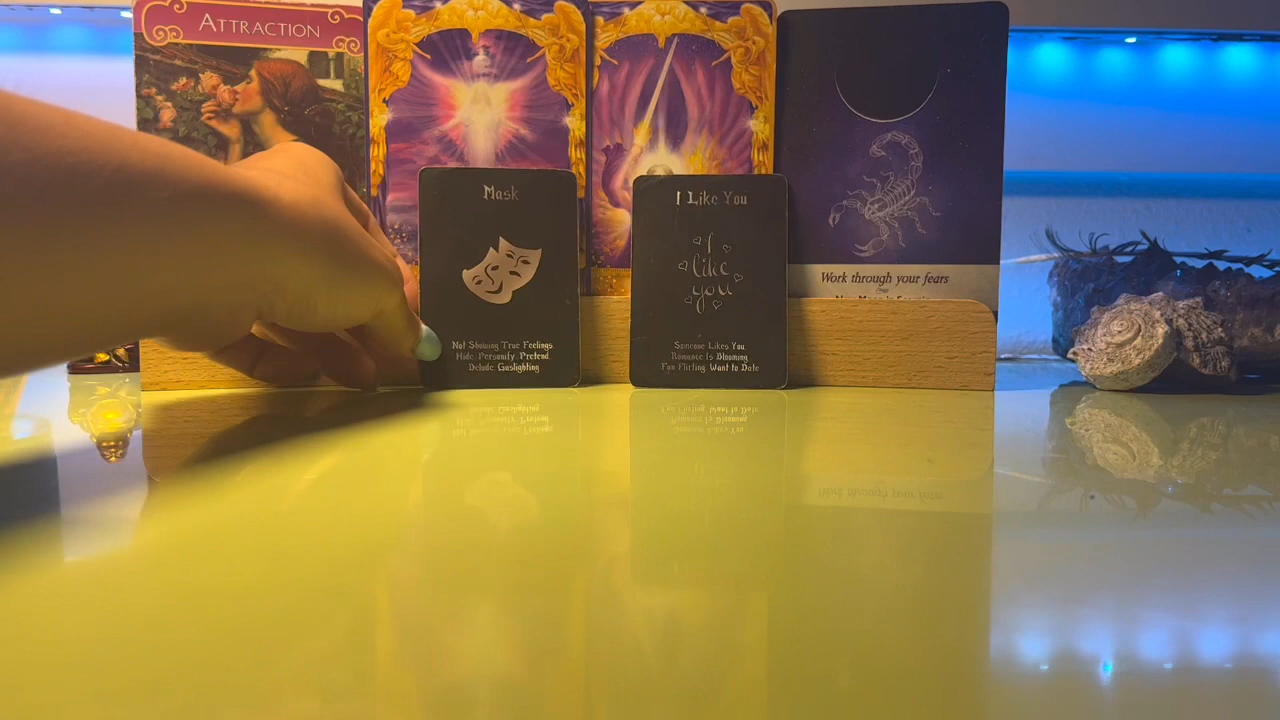 ATTRACTION
Mask
Not Showing True Feelings.
Hide. Personity. Pretend.
Delude. Gaslighting
I Like You
I
like
you
Someone Likes You.
Romance Is Blooming
Fun Flirting. Want to Date
Work through your fears